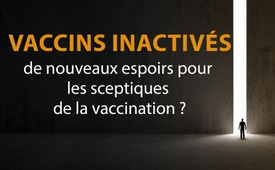 VACCINS INACTIVÉS
de nouveaux espoirs pour
les sceptiques
de la vaccination ?